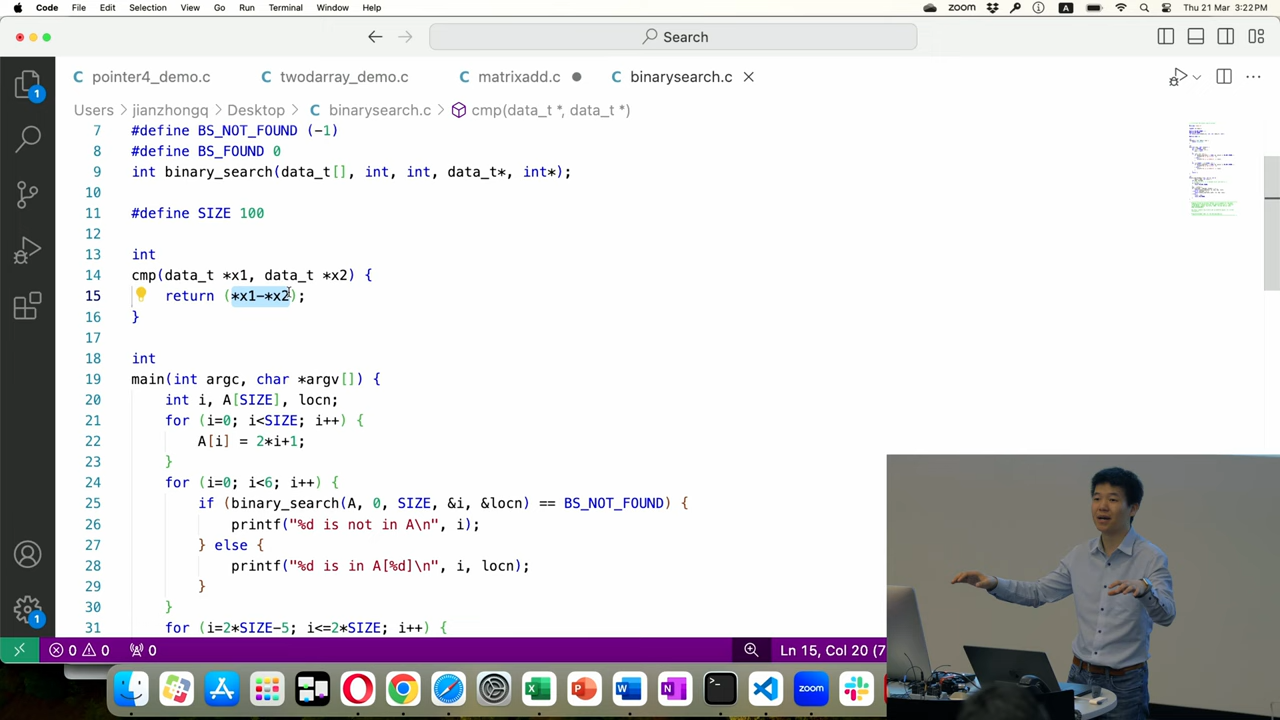 Code File Edit Selection View Go Run Terminal Window Help zoom A Thu 21 Mar 3:22PM
Search
C pointer4_demo.c C twodarray_demo.c C matrixadd.c C binarysearch.c
1
Users > jianzhongq > Desktop > C binarysearch.c > cmp(data_t *, data_t *)
7 #define BS_NOT_FOUND (-1)
8 #define BS_FOUND 0
9 int binary_search(data_t[], int, int, data_t*, int*);
10
11 #define SIZE 100
12
13 int
14 cmp(data_t *x1, data_t *x2) {
15 return (*x1-*x2);
16 }
17
18 int
19 main(int argc, char *argv[]) {
20 int i, A[SIZE], locn;
21 for (i=0; i<SIZE; i++) {
22 A[i] = 2*i+1;
23 }
24 for (i=0; i<6; i++) {
25 if (binary_search(A, 0, SIZE, &i, &locn) == BS_NOT_FOUND) {
26 printf("%d is not in A\n", i);
27 } else {
28 printf("%d is in A[%d]\n", i, locn);
29 }
30 }
31 for (i=2*SIZE-5; i<=2*SIZE; i++) {
1
0 0 0 Ln 15, Col 20 (7
X P W N >_ zoom